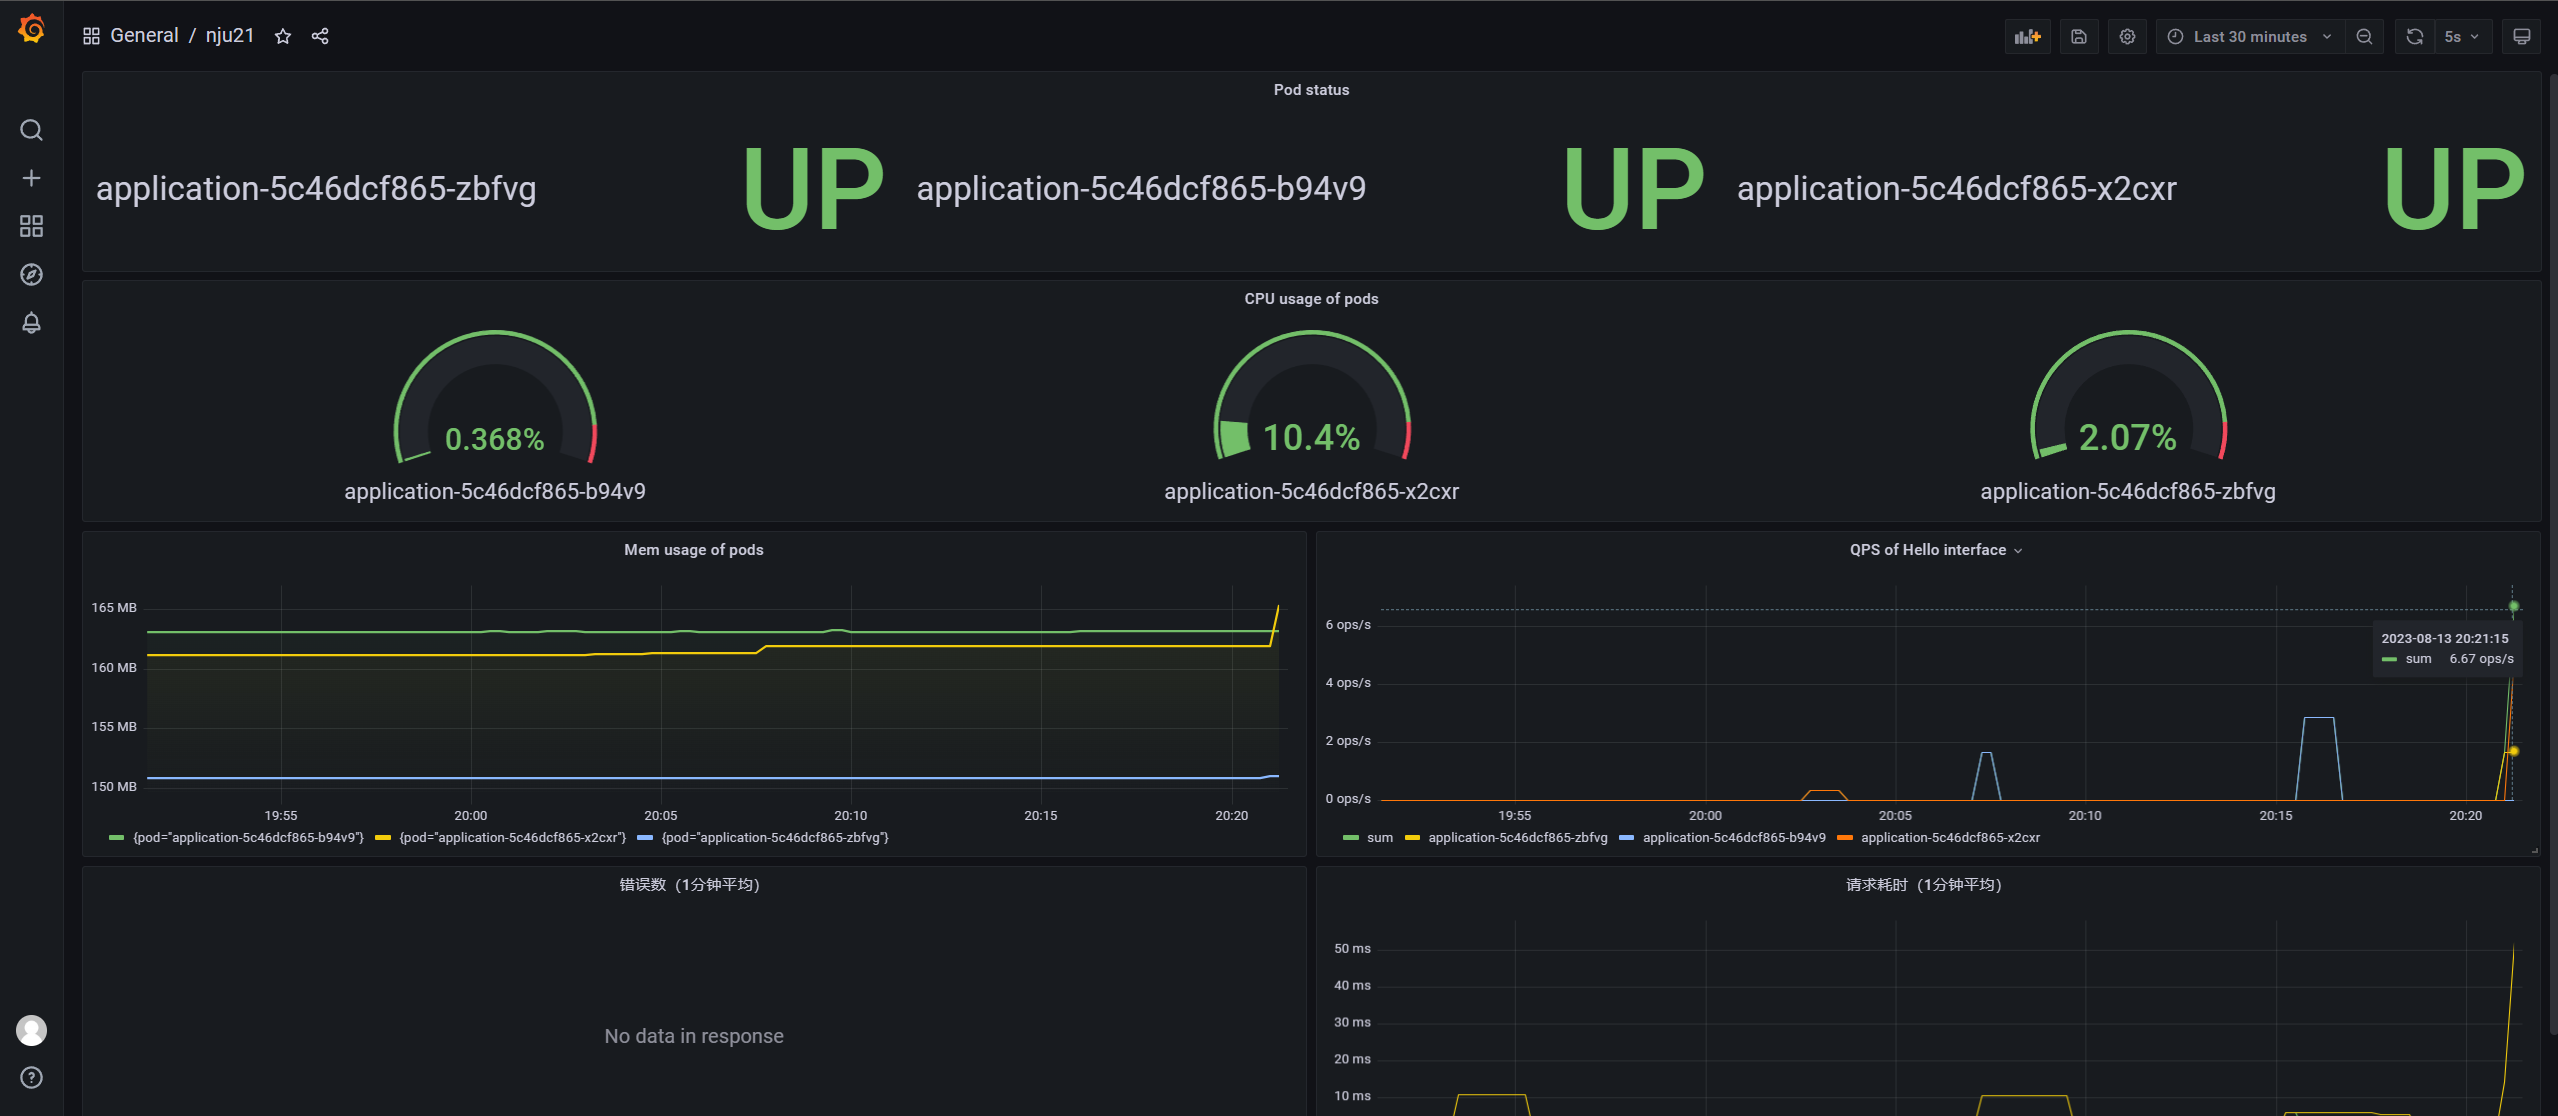 General / nju21
Last 30 minutes
5s
Pod status
application-5c46dcf865-zbfvg UP application-5c46dcf865-b94v9 UP application-5c46dcf865-x2cxr UP
CPU usage of pods
0.368% 10.4% 2.07%
application-5c46dcf865-b94v9 application-5c46dcf865-x2cxr application-5c46dcf865-zbfvg
Mem usage of pods
165 MB
160 MB
155 MB
150 MB
19:55 20:00 20:05 20:10 20:15 20:20
{pod="application-5c46dcf865-b94v9"} {pod="application-5c46dcf865-x2cxr"} {pod="application-5c46dcf865-zbfvg"}
QPS of Hello interface
6 ops/s
4 ops/s
2 ops/s
0 ops/s
2023-08-13 20:21:15
sum 6.67 ops/s
19:55 20:00 20:05 20:10 20:15 20:20
sum application-5c46dcf865-zbfvg application-5c46dcf865-b94v9 application-5c46dcf865-x2cxr
错误数（1分钟平均）
No data in response
请求耗时（1分钟平均）
50 ms
40 ms
30 ms
20 ms
10 ms